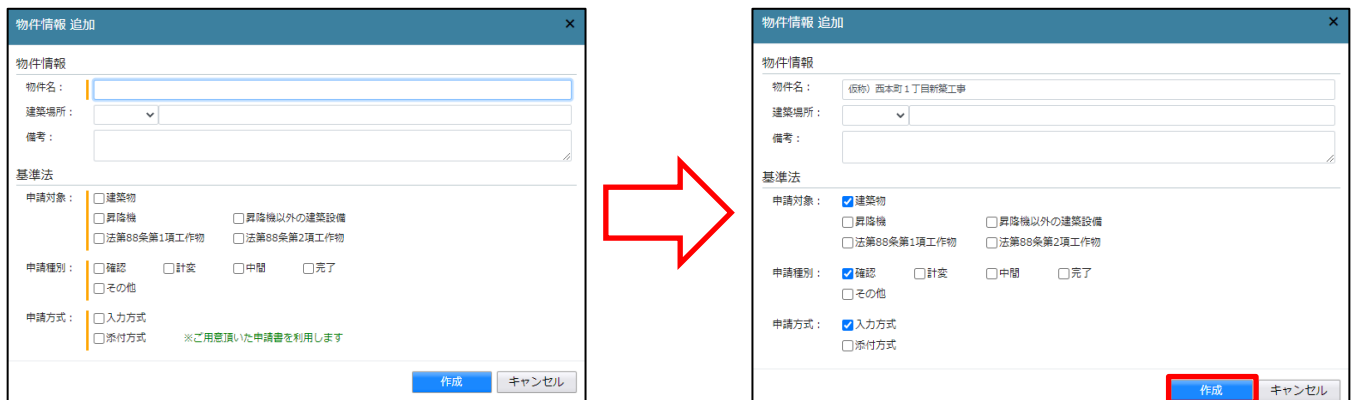 物件情報 追加 ×
物件情報
物件名：
建築場所：
備考：
基準法
申請対象： 建築物
昇降機 昇降機以外の建築設備
法第88条第1項工作物 法第88条第2項工作物
申請種別： 確認 計変 中間 完了
その他
申請方式： 入力方式
添付方式 ※ご用意頂いた申請書を利用します
作成 キャンセル
物件情報 追加 ×
物件情報
物件名： 仮称）西本町１丁目新築工事
建築場所：
備考：
基準法
申請対象： 建築物
昇降機 昇降機以外の建築設備
法第88条第1項工作物 法第88条第2項工作物
申請種別： 確認 計変 中間 完了
その他
申請方式： 入力方式
添付方式
作成 キャンセル